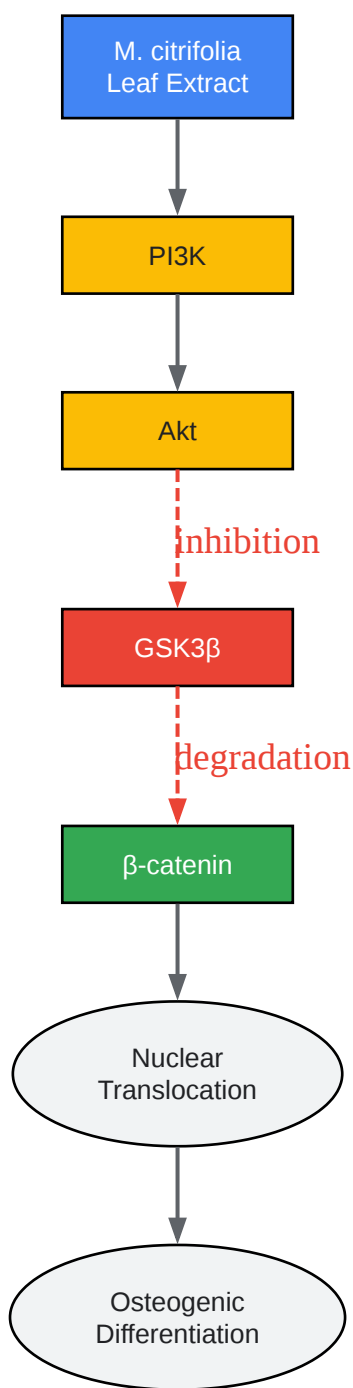 M. citrifolia
Leaf Extract
PI3K
Akt
inhibition
GSK3β
degradation
β-catenin
Nuclear
Translocation
Osteogenic
Differentiation